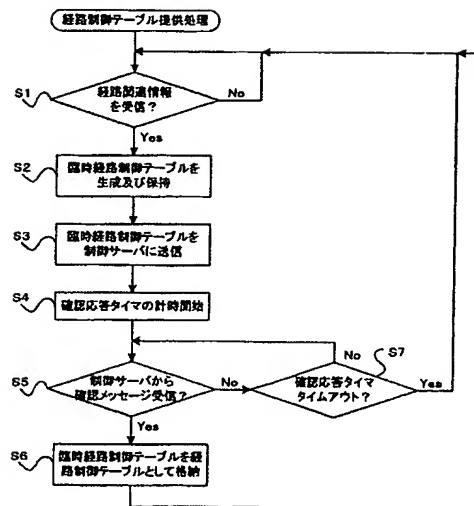 経路制御テーブル提供処理
S1
経路関連情報
を受信？
No
Yes
S2
臨時経路制御テーブルを
生成及び保持
S3
臨時経路制御テーブルを
制御サーバに送信
S4
確認応答タイマの計時開始
No
S7
S5
制御サーバから
確認メッセージ受信？
No
確認応答タイマ
タイムアウト？
Yes
Yes
S6
臨時経路制御テーブルを経
路制御テーブルとして格納